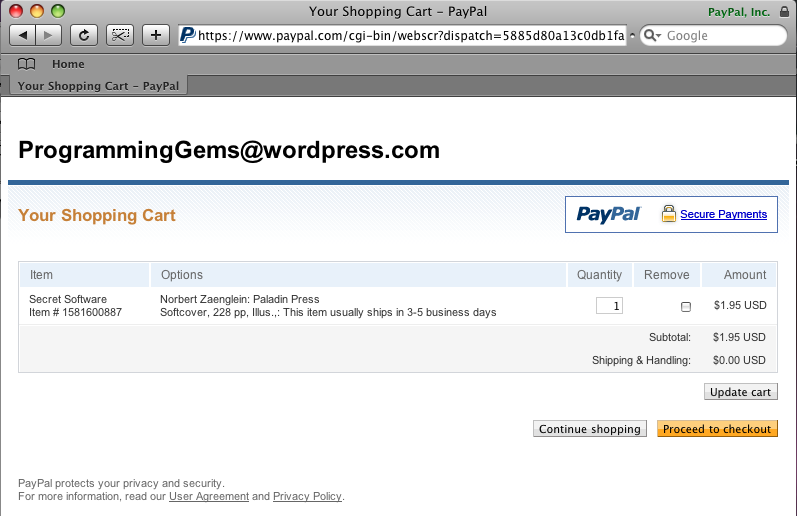 Your Shopping Cart – PayPal
PayPal, Inc.
https://www.paypal.com/cgi-bin/webscr?dispatch=5885d80a13c0db1fa
Google
Home
Your Shopping Cart – PayPal
ProgrammingGems@wordpress.com
Your Shopping Cart
PayPal Secure Payments
Item Options Quantity Remove Amount
Secret Software Norbert Zaenglein: Paladin Press 1 $1.95 USD
Item # 1581600887 Softcover, 228 pp, Illus.,: This item usually ships in 3-5 business days
Subtotal: $1.95 USD
Shipping & Handling: $0.00 USD
Update cart
Continue shopping Proceed to checkout
PayPal protects your privacy and security.
For more information, read our User Agreement and Privacy Policy.